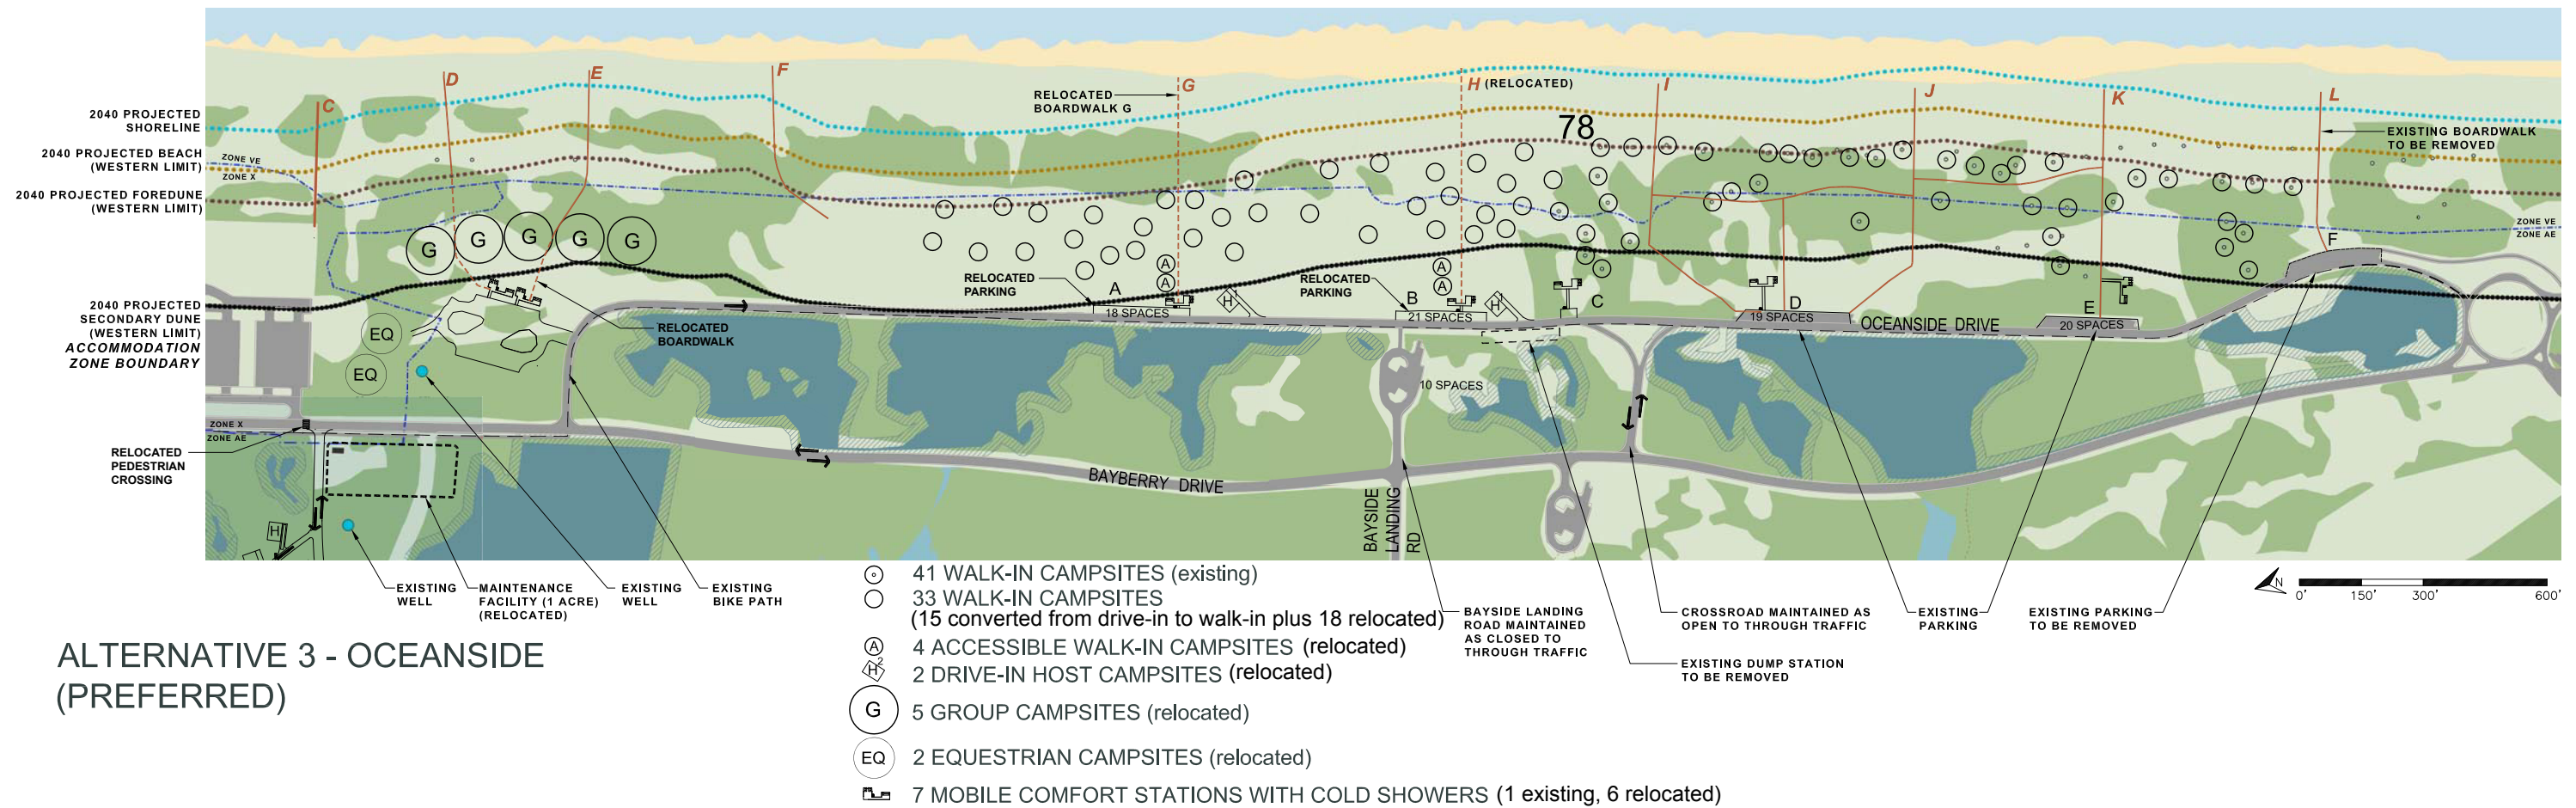 C
D
E
F
G
H (RELOCATED)
I
J
K
L
RELOCATED
BOARDWALK G
78
2040 PROJECTED
SHORELINE
2040 PROJECTED BEACH
(WESTERN LIMIT)
ZONE VE
ZONE X
2040 PROJECTED FOREDUNE
(WESTERN LIMIT)
EXISTING BOARDWALK
TO BE REMOVED
ZONE VE
ZONE AE
G
G
G
G
G
2040 PROJECTED
SECONDARY DUNE
(WESTERN LIMIT)
ACCOMMODATION
ZONE BOUNDARY
EQ
EQ
RELOCATED
BOARDWALK
RELOCATED
PARKING
A
A
A
18 SPACES
H
RELOCATED
PARKING
B
A
A
21 SPACES
H
C
D
19 SPACES
OCEANSIDE DRIVE
E
20 SPACES
F
10 SPACES
ZONE X
ZONE AE
RELOCATED
PEDESTRIAN
CROSSING
H
BAYBERRY DRIVE
BAYSIDE
LANDING
RD
EXISTING
WELL
MAINTENANCE
FACILITY (1 ACRE)
(RELOCATED)
EXISTING
WELL
EXISTING
BIKE PATH
41 WALK-IN CAMPSITES (existing)
33 WALK-IN CAMPSITES
(15 converted from drive-in to walk-in plus 18 relocated)
A 4 ACCESSIBLE WALK-IN CAMPSITES (relocated)
H2 2 DRIVE-IN HOST CAMPSITES (relocated)
G 5 GROUP CAMPSITES (relocated)
EQ 2 EQUESTRIAN CAMPSITES (relocated)
7 MOBILE COMFORT STATIONS WITH COLD SHOWERS (1 existing, 6 relocated)
BAYSIDE LANDING
ROAD MAINTAINED
AS CLOSED TO
THROUGH TRAFFIC
CROSSROAD MAINTAINED AS
OPEN TO THROUGH TRAFFIC
EXISTING DUMP STATION
TO BE REMOVED
EXISTING
PARKING
EXISTING PARKING
TO BE REMOVED
N
0' 150' 300' 600'
ALTERNATIVE 3 - OCEANSIDE
(PREFERRED)